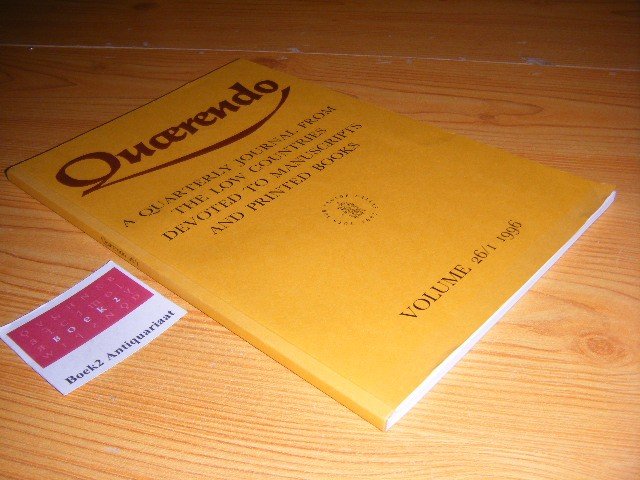 Quærendo
A QUARTERLY JOURNAL FROM
THE LOW COUNTRIES
DEVOTED TO MANUSCRIPTS
AND PRINTED BOOKS
VOLUME 26/1 1996
BOEK2
Boek2 Antiquariaat